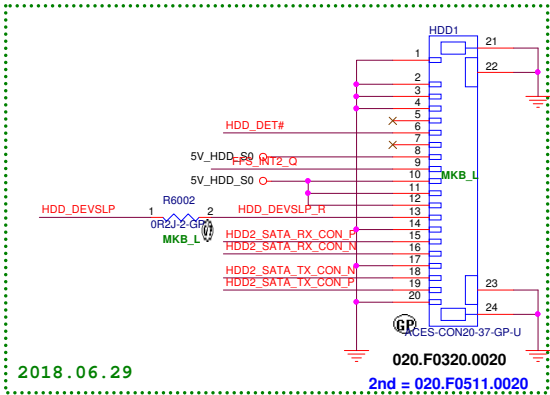 HDD1
1
2
3
4
5
6
7
8
9
10
11
12
13
14
15
16
17
18
19
20
21
22
23
24
HDD_DET#
5V_HDD_S0
FFS_INT2_Q
5V_HDD_S0
MKB_L
R6002
HDD_DEVSLP
1
2
HDD_DEVSLP_R
0R2J-2-GP
MKB_L
HDD2_SATA_RX_CON_P
HDD2_SATA_RX_CON_N
HDD2_SATA_TX_CON_N
HDD2_SATA_TX_CON_P
GP
ACES-CON20-37-GP-U
020.F0320.0020
2018.06.29
2nd = 020.F0511.0020